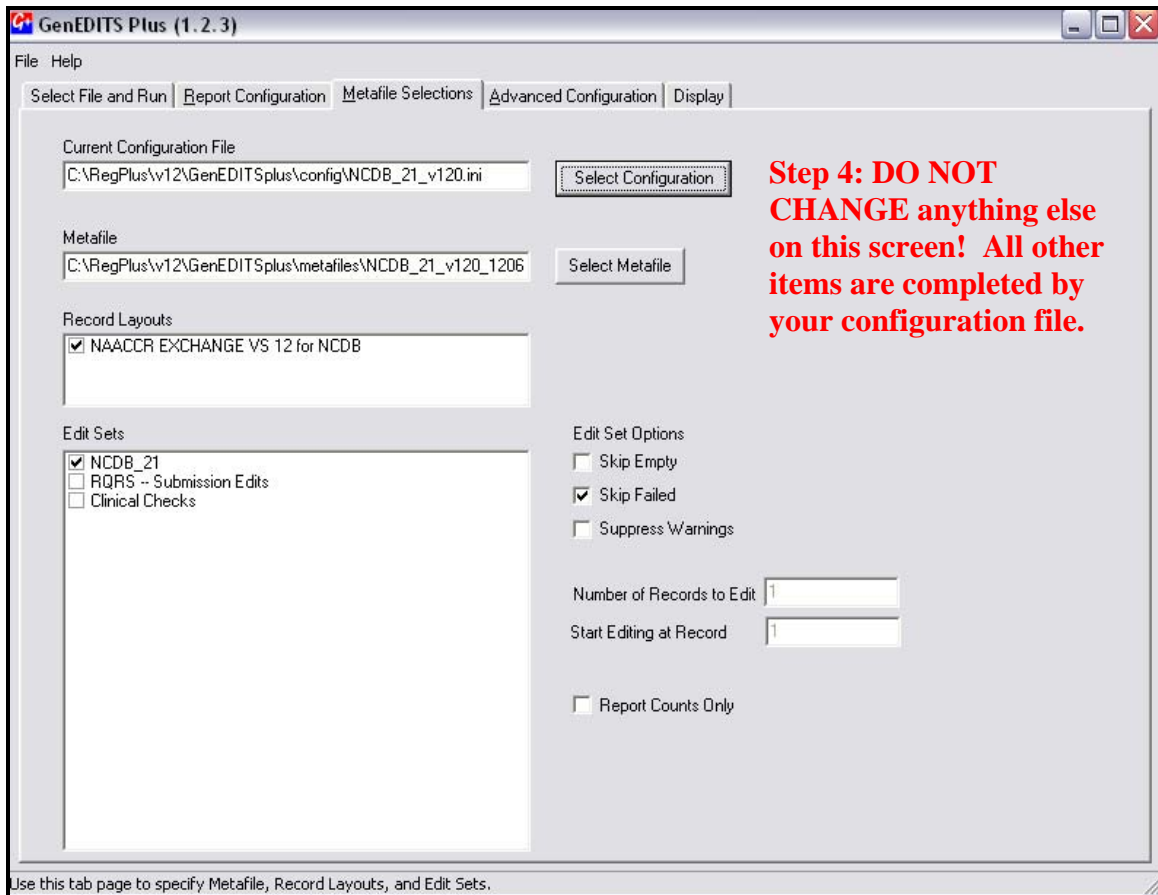 GenEDITS Plus (1.2.3)
File Help
Select File and Run Report Configuration Metafile Selections Advanced Configuration Display
Current Configuration File
C:\RegPlus\v12\GenEDITSplus\config\NCDB_21_v120.ini
Select Configuration
Metafile
C:\RegPlus\v12\GenEDITSplus\metafiles\NCDB_21_v120_1206
Select Metafile
Step 4: DO NOT
CHANGE anything else
on this screen! All other
items are completed by
your configuration file.
Record Layouts
NAACCR EXCHANGE VS 12 for NCDB
Edit Sets
NCDB_21
RQRS -- Submission Edits
Clinical Checks
Edit Set Options
Skip Empty
Skip Failed
Suppress Warnings
Number of Records to Edit 1
Start Editing at Record 1
Report Counts Only
Use this tab page to specify Metafile, Record Layouts, and Edit Sets.